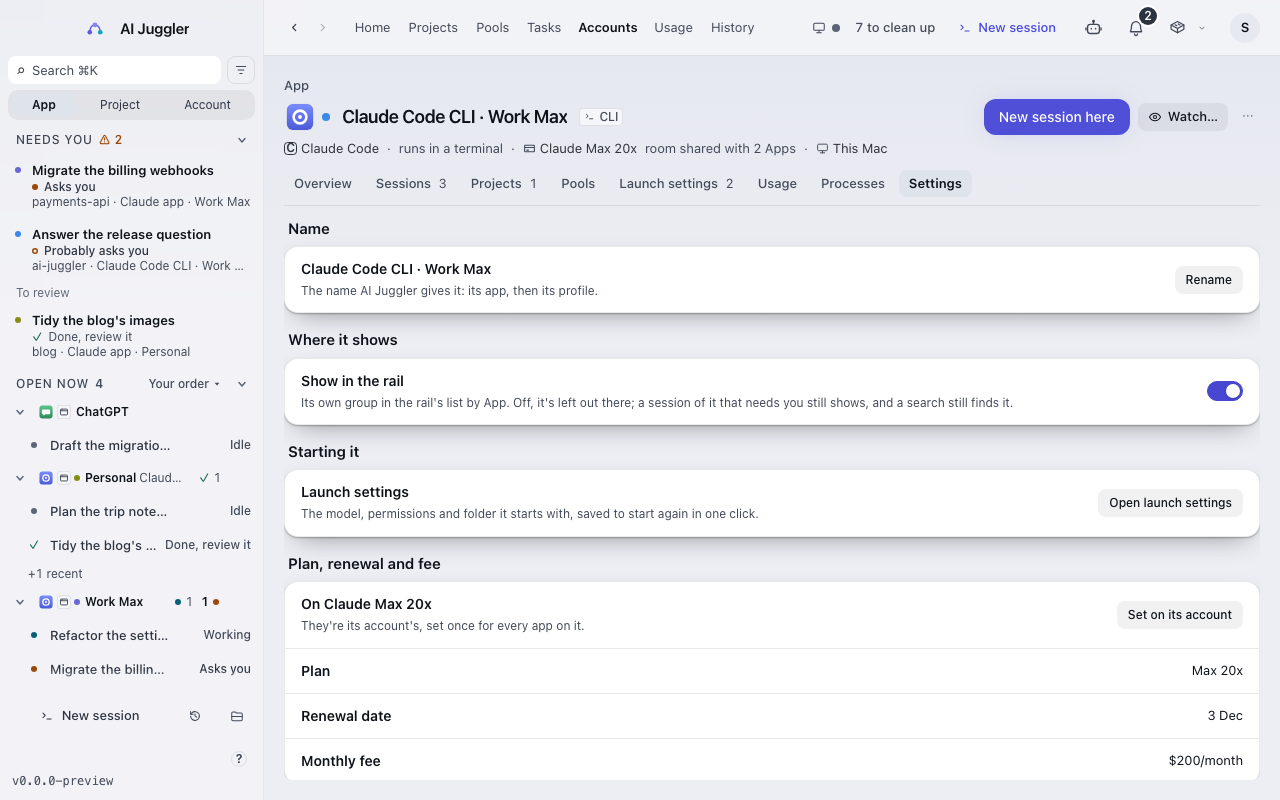 AI Juggler
Search ⌘K
App Project Account
NEEDS YOU 2
Migrate the billing webhooks
Asks you
payments-api · Claude app · Work Max
Answer the release question
Probably asks you
ai-juggler · Claude Code CLI · Work ...
To review
Tidy the blog's images
Done, review it
blog · Claude app · Personal
OPEN NOW 4 Your order
ChatGPT
Draft the migratio... Idle
Personal Claud... 1
Plan the trip note... Idle
Tidy the blog's ... Done, review it
+1 recent
Work Max 1 1
Refactor the setti... Working
Migrate the billin... Asks you
New session
?
v0.0.0-preview
Home Projects Pools Tasks Accounts Usage History
7 to clean up New session 2 S
App
Claude Code CLI · Work Max CLI
New session here Watch... ...
Claude Code · runs in a terminal · Claude Max 20x room shared with 2 Apps · This Mac
Overview Sessions 3 Projects 1 Pools Launch settings 2 Usage Processes Settings
Name
Claude Code CLI · Work Max
The name AI Juggler gives it: its app, then its profile.
Rename
Where it shows
Show in the rail
Its own group in the rail's list by App. Off, it's left out there; a session of it that needs you still shows, and a search still finds it.
Starting it
Launch settings
The model, permissions and folder it starts with, saved to start again in one click.
Open launch settings
Plan, renewal and fee
On Claude Max 20x
They're its account's, set once for every app on it.
Set on its account
Plan Max 20x
Renewal date 3 Dec
Monthly fee $200/month